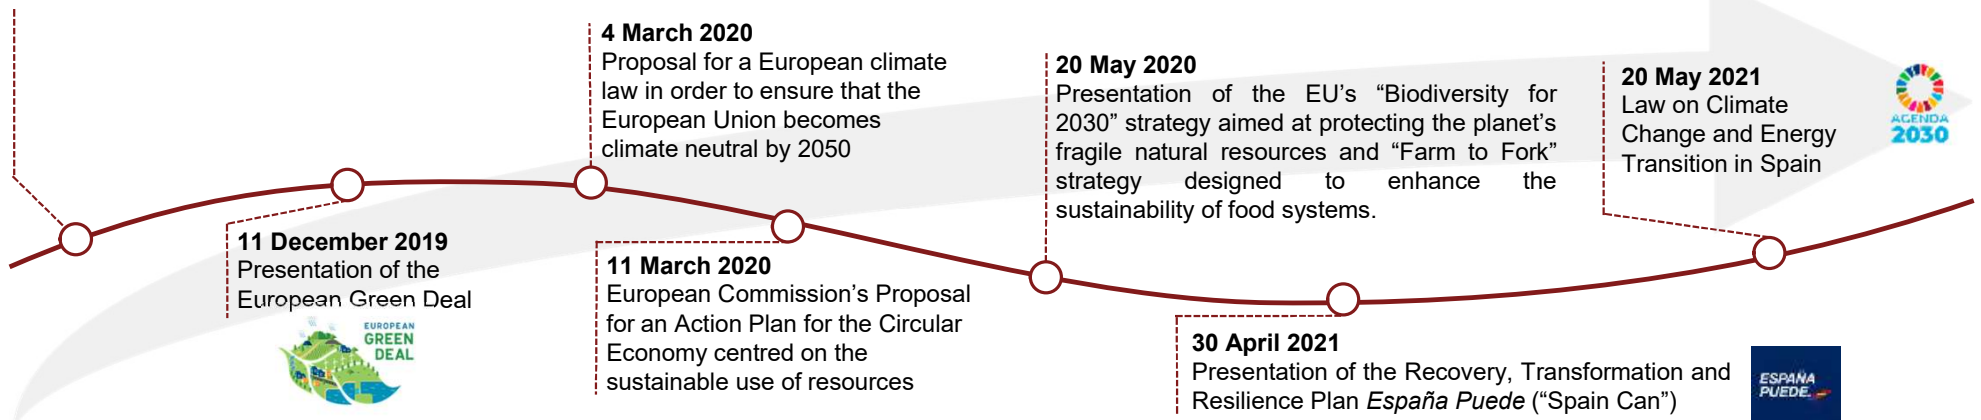 4 March 2020
Proposal for a European climate
law in order to ensure that the
European Union becomes
climate neutral by 2050
20 May 2020
Presentation of the EU's “Biodiversity for
2030” strategy aimed at protecting the planet's
fragile natural resources and “Farm to Fork”
strategy designed to enhance the
sustainability of food systems.
20 May 2021
Law on Climate
Change and Energy
Transition in Spain
AGENDA
2030
11 December 2019
Presentation of the
European Green Deal
EUROPEAN
GREEN
DEAL
11 March 2020
European Commission's Proposal
for an Action Plan for the Circular
Economy centred on the
sustainable use of resources
30 April 2021
Presentation of the Recovery, Transformation and
Resilience Plan España Puede (“Spain Can”)
ESPAÑA
PUEDE.